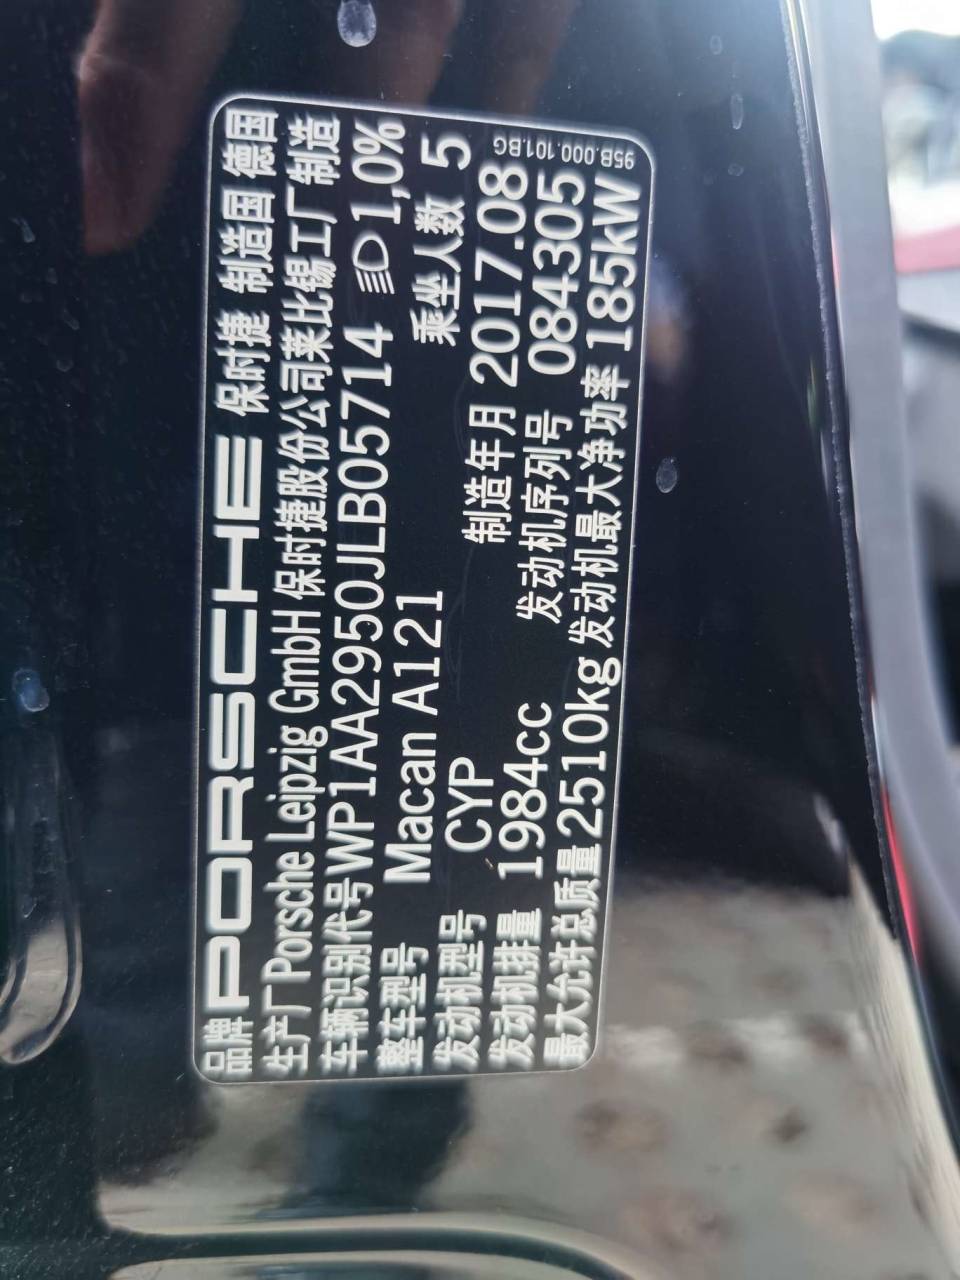 品牌 PORSCHE 保时捷 制造国 德国
生产厂 Porsche Leipzig GmbH 保时捷股份公司莱比锡工厂制造
车辆识别代号 WP1AA2950JLB05714 1,0%
整车型号 Macan A121 乘坐人数 5
发动机型号 CYP 制造年月 2017.08
发动机排量 1984cc 发动机序列号 084305
最大允许总质量 2510kg 发动机最大净功率 185kW
95B.000.101.BG